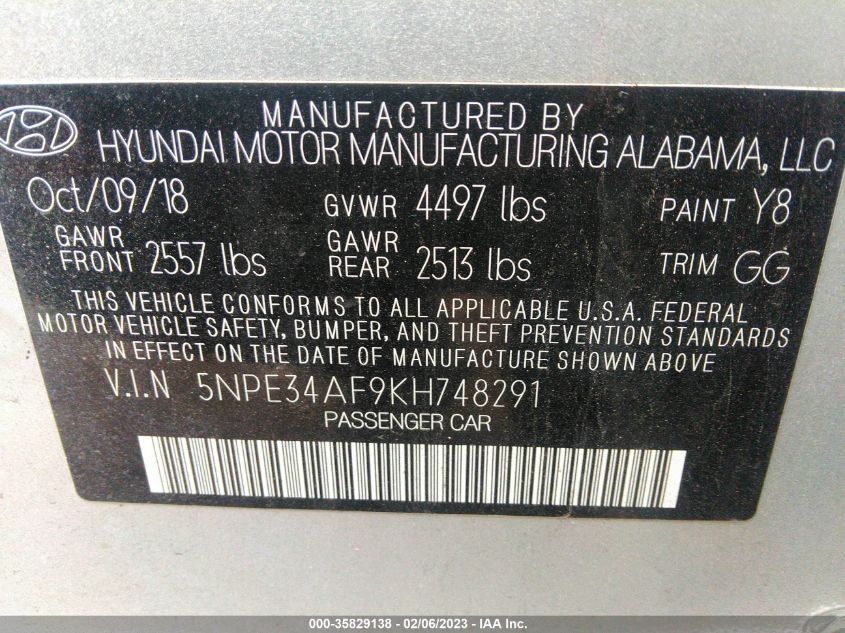 MANUFACTURED BY
HYUNDAI MOTOR MANUFACTURING ALABAMA, LLC
Oct/09/18 GVWR 4497 lbs PAINT Y8
GAWR FRONT 2557 lbs GAWR REAR 2513 lbs TRIM GG
THIS VEHICLE CONFORMS TO ALL APPLICABLE U.S.A. FEDERAL
MOTOR VEHICLE SAFETY, BUMPER, AND THEFT PREVENTION STANDARDS
IN EFFECT ON THE DATE OF MANUFACTURE SHOWN ABOVE
V.I.N 5NPE34AF9KH748291
PASSENGER CAR
000-35829138 - 02/06/2023 - IAA Inc.